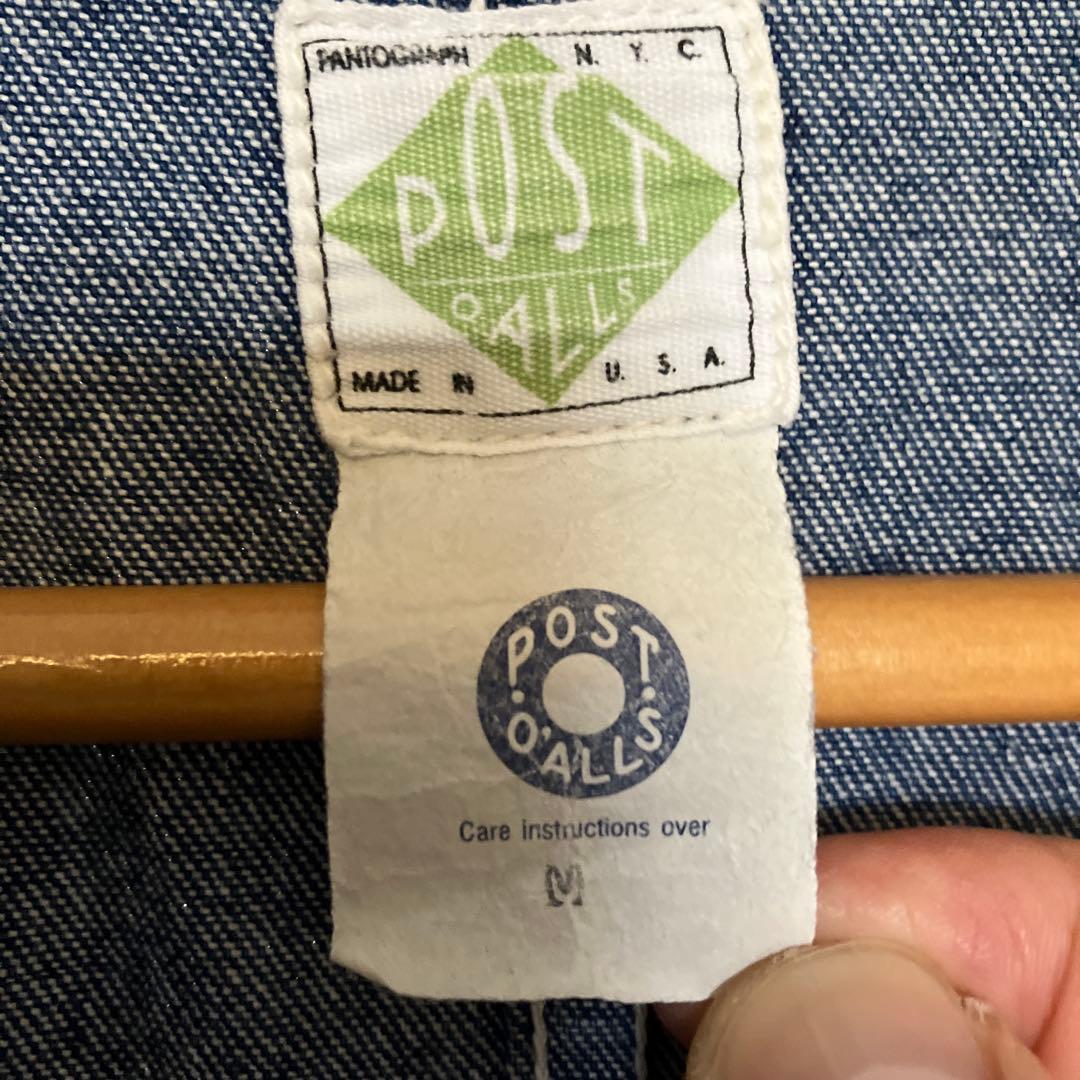 PANTOGRAPH N. Y. C.
POST
O'ALLS
MADE IN U. S. A.
POST
O'ALLS
Care instructions over
M